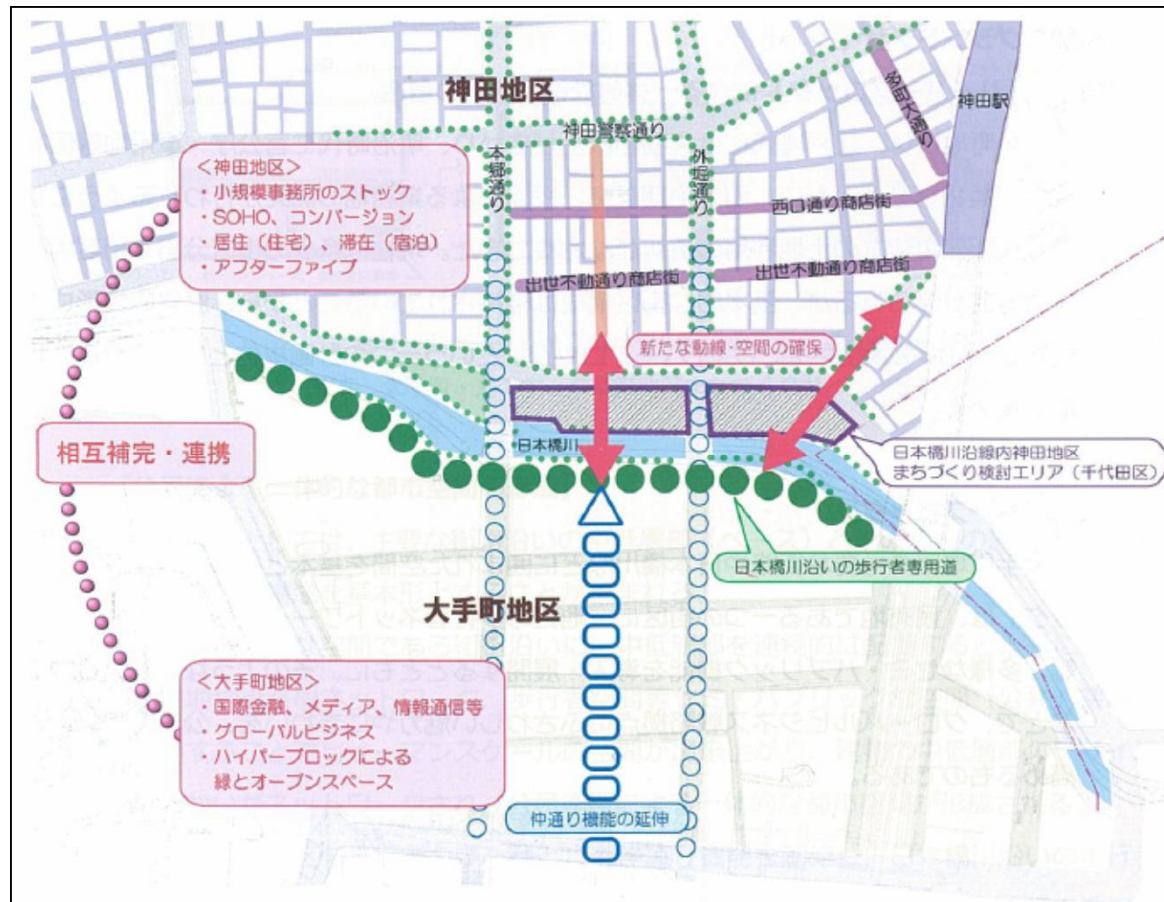 神田地区
神田駅
多町大通り
神田警察通り
本郷通り
外堀通り
<神田地区>
・小規模事務所のストック
・SOHO、コンバージョン
・居住（住宅）、滞在（宿泊）
・アフターファイブ
西口通り商店街
出世不動通り商店街
出世不動通り商店街
新たな動線・空間の確保
相互補完・連携
日本橋川
日本橋川沿線内神田地区
まちづくり検討エリア（千代田区）
日本橋川沿いの歩行者専用道
大手町地区
<大手町地区>
・国際金融、メディア、情報通信等
・グローバルビジネス
・ハイパーブロックによる
緑とオープンスペース
仲通り機能の延伸